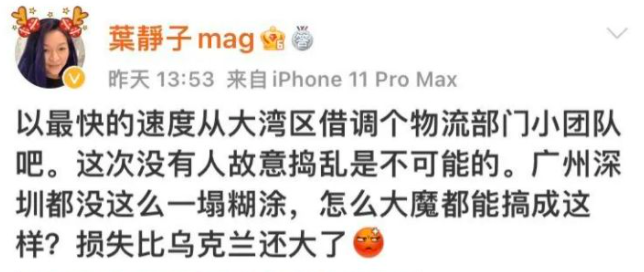 葉靜子mag
昨天 13:53 来自iPhone 11 Pro Max
以最快的速度从大湾区借调个物流部门小团队
吧。这次没有人故意捣乱是不可能的。广州深
圳都没这么一塌糊涂，怎么大魔都能搞成这
样？损失比乌克兰还大了